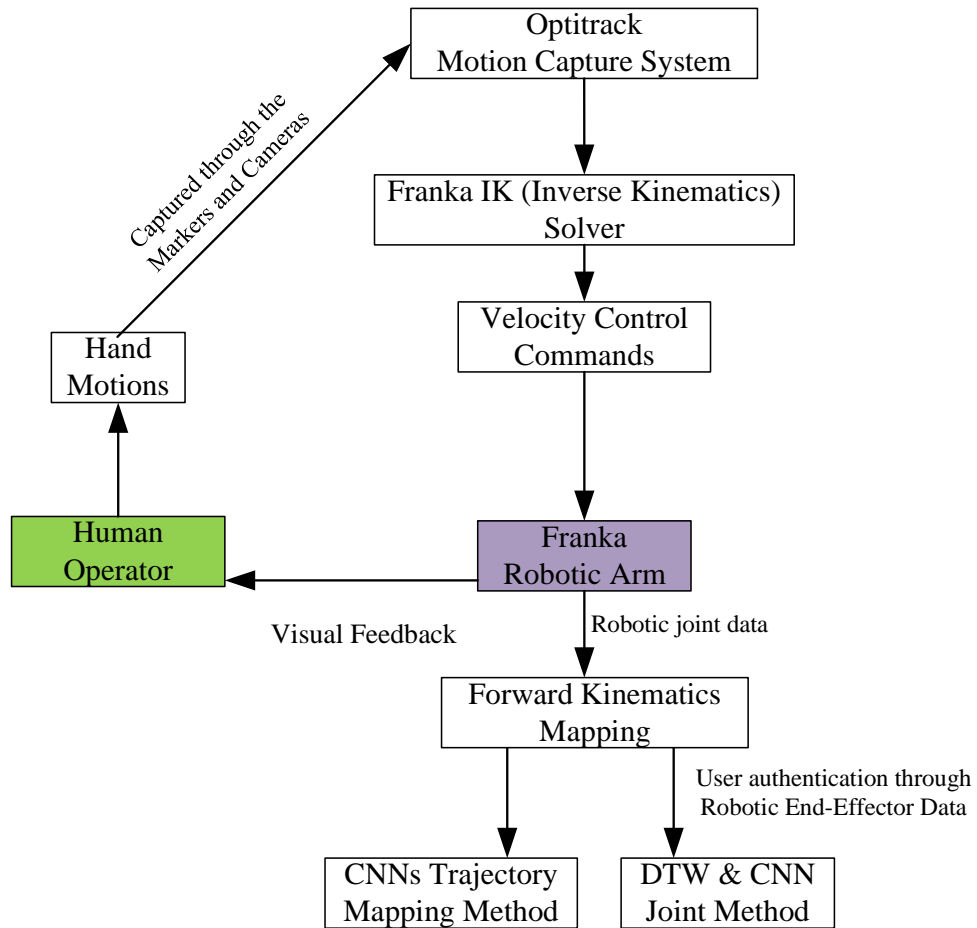 Optitrack
Motion Capture System
Captured through the
Markers and Cameras
Franka IK (Inverse Kinematics)
Solver
Velocity Control
Commands
Hand
Motions
Human
Operator
Franka
Robotic Arm
Visual Feedback
Robotic joint data
Forward Kinematics
Mapping
User authentication through
Robotic End-Effector Data
CNNs Trajectory
Mapping Method
DTW & CNN
Joint Method